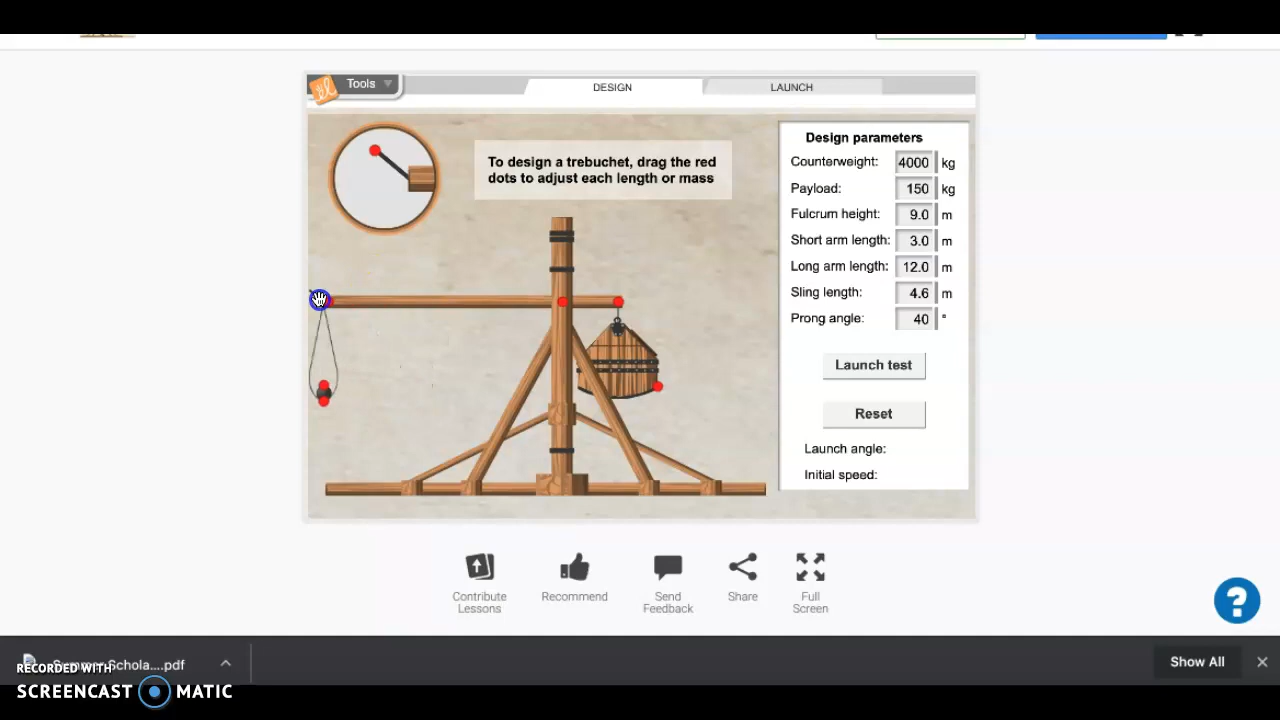 Tools
DESIGN
LAUNCH
To design a trebuchet, drag the red
dots to adjust each length or mass
Design parameters
Counterweight: 4000 kg
Payload: 150 kg
Fulcrum height: 9.0 m
Short arm length: 3.0 m
Long arm length: 12.0 m
Sling length: 4.6 m
Prong angle: 40 °
Launch test
Reset
Launch angle:
Initial speed:
Contribute
Lessons
Recommend
Send
Feedback
Share
Full
Screen
?
Schola....pdf
Show All
RECORDED WITH
SCREENCAST MATIC